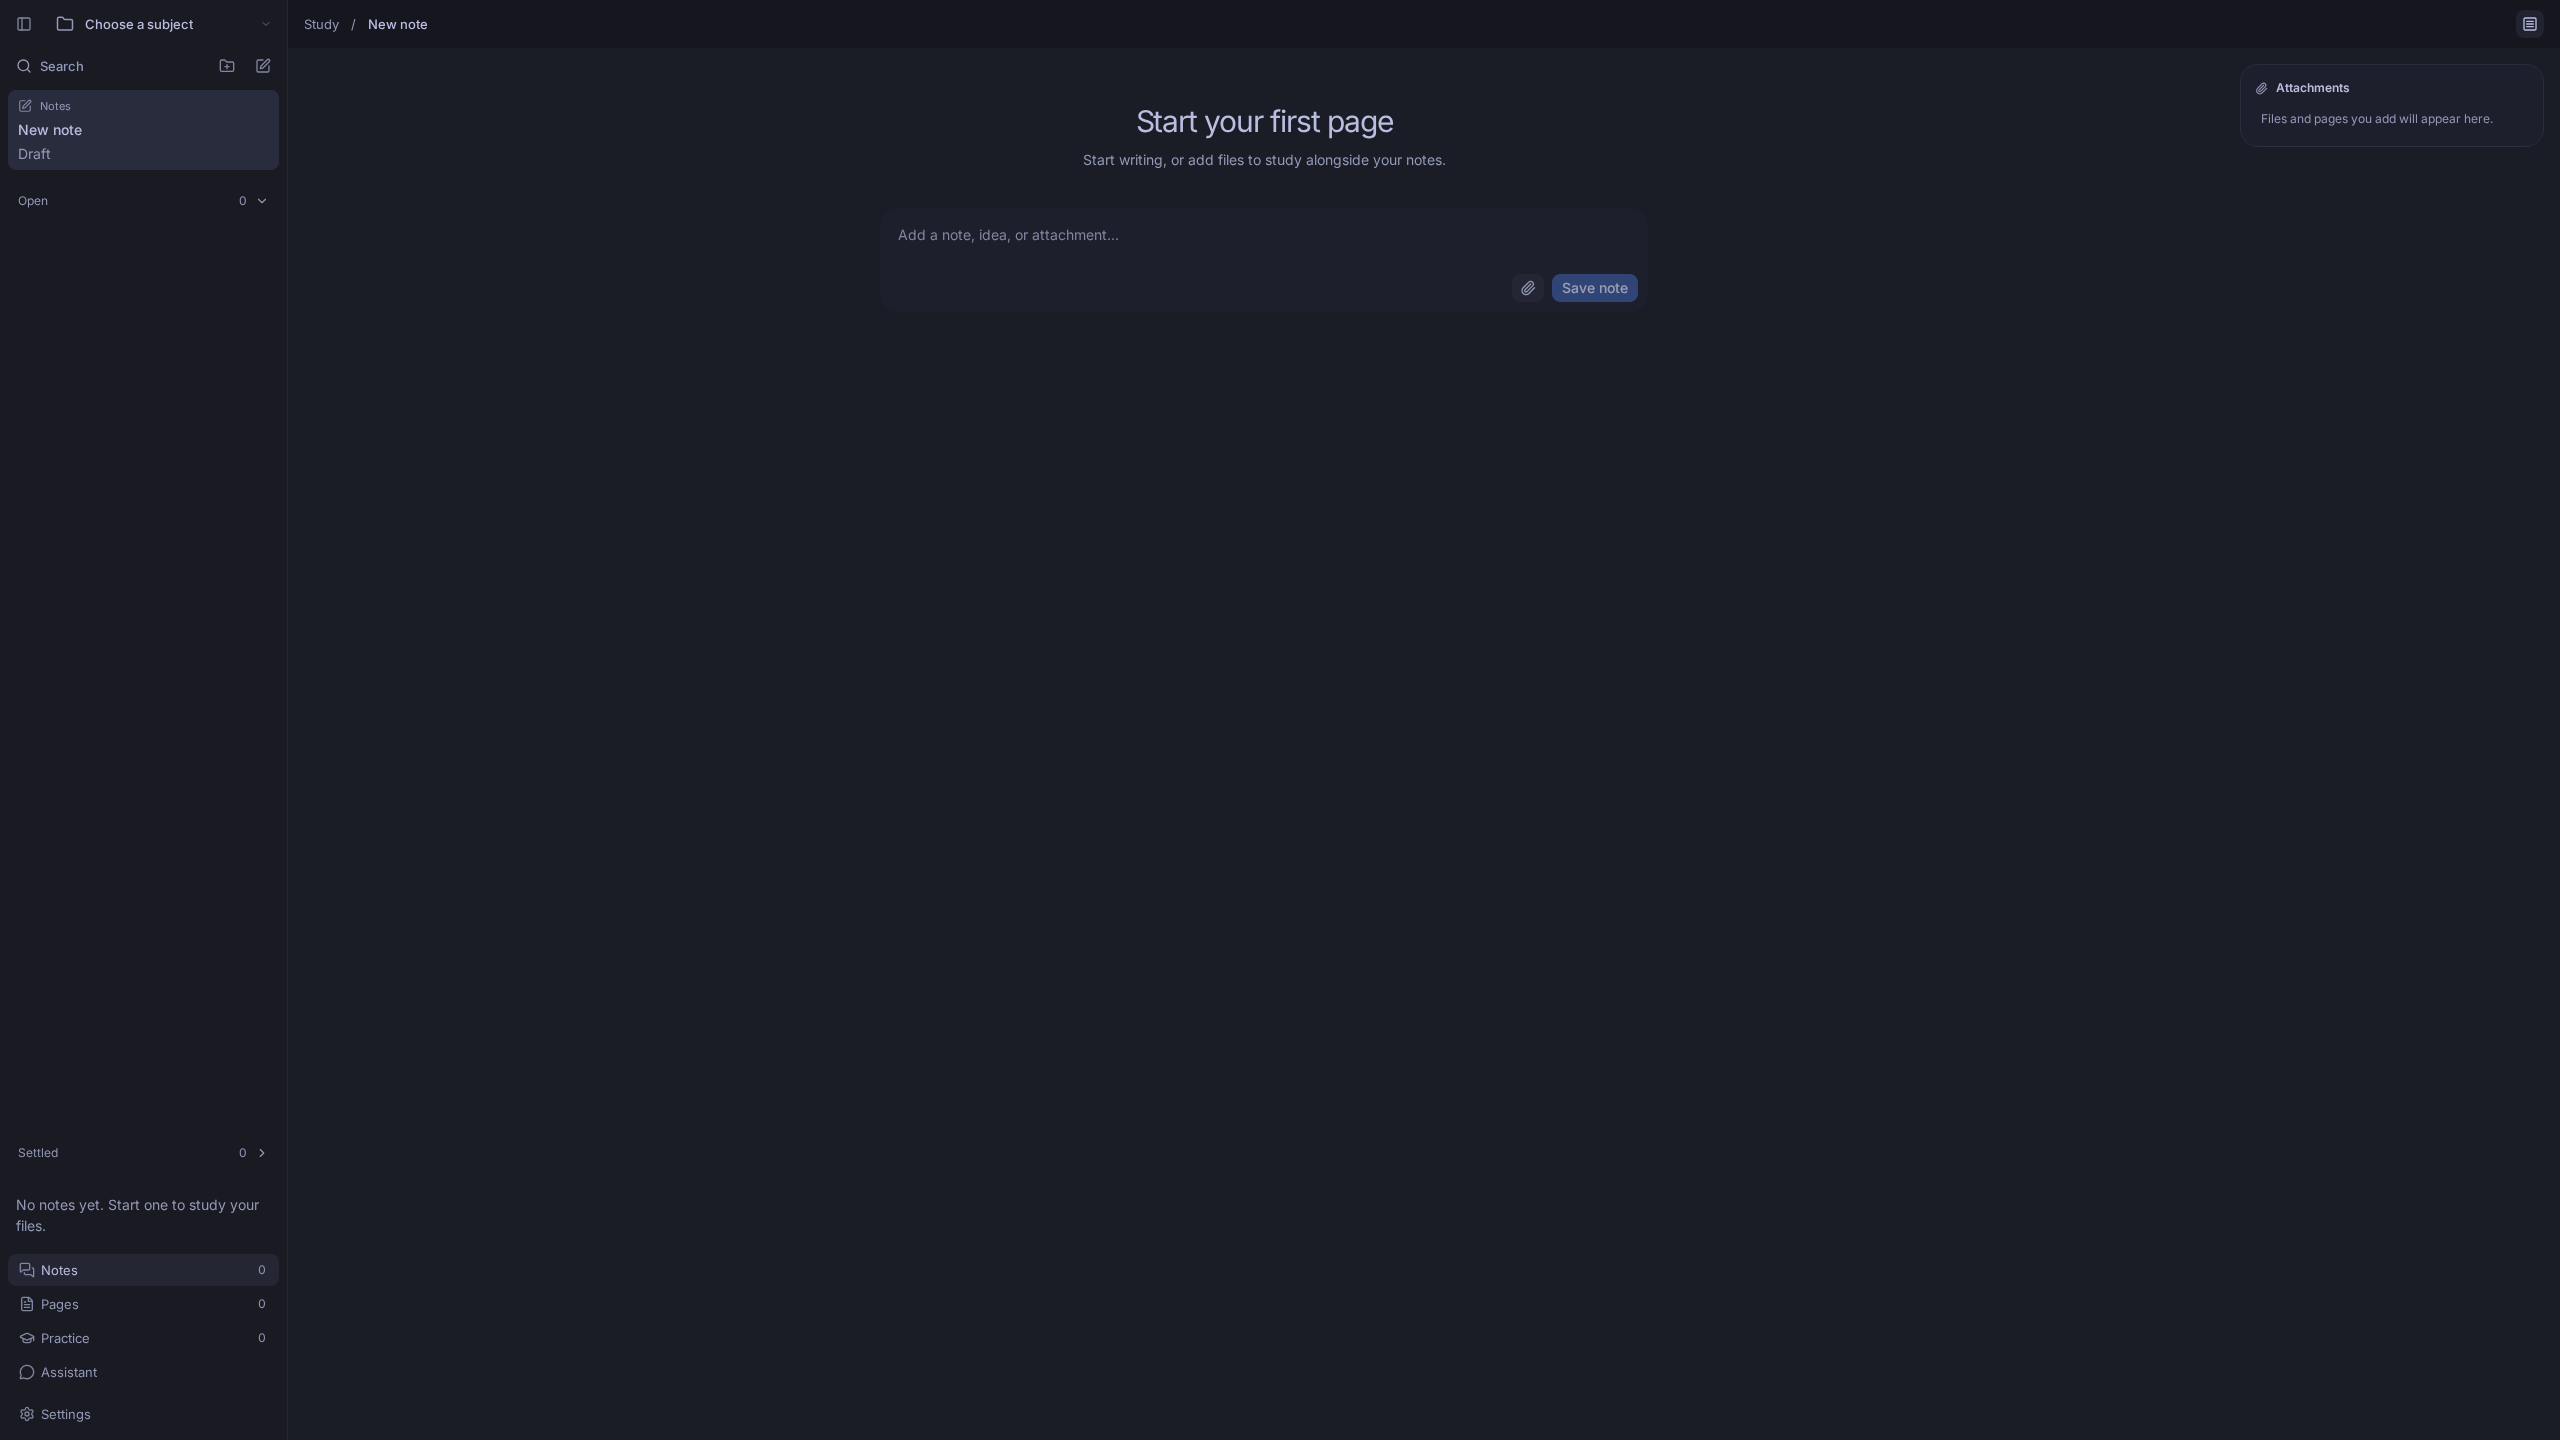 Choose a subject
Study / New note
Search
Notes
New note
Draft
Open 0
Start your first page
Start writing, or add files to study alongside your notes.
Add a note, idea, or attachment...
Save note
Attachments
Files and pages you add will appear here.
Settled 0
No notes yet. Start one to study your
files.
Notes 0
Pages 0
Practice 0
Assistant
Settings